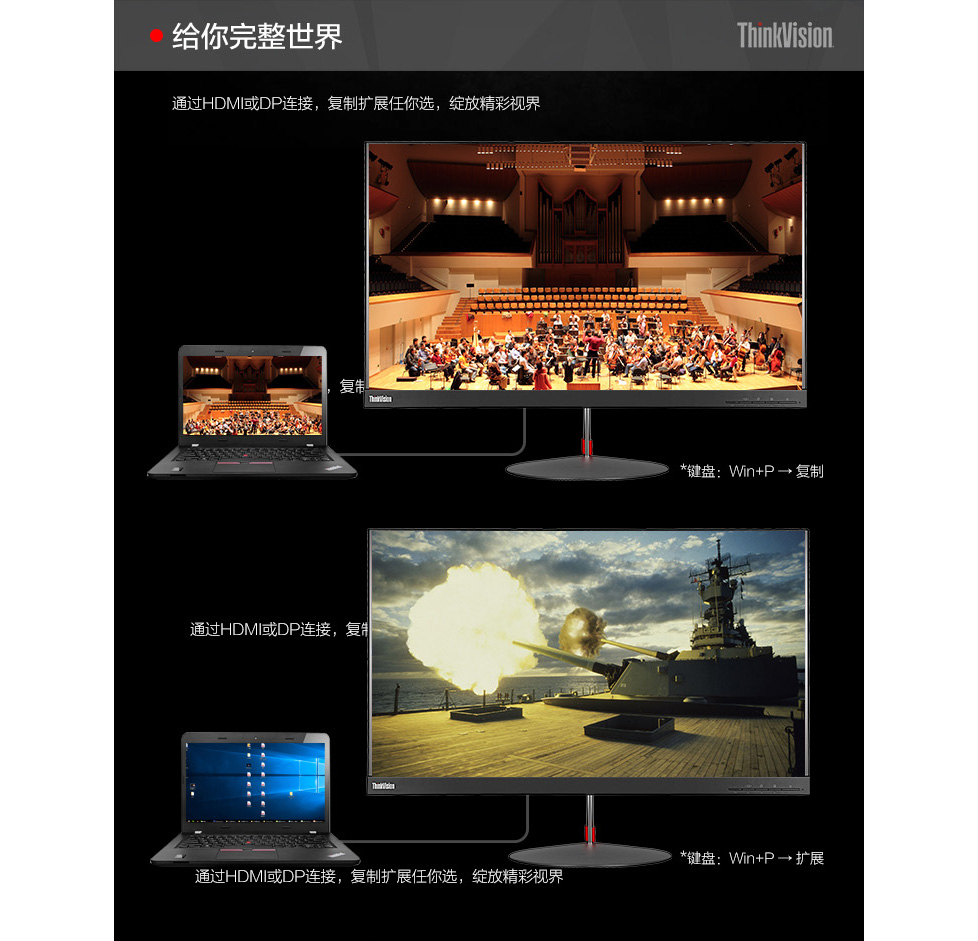 给你完整世界
ThinkVision
通过HDMI或DP连接，复制扩展任你选，绽放精彩视界
，复制
ThinkVision
*键盘：Win+P → 复制
通过HDMI或DP连接，复制
ThinkVision
*键盘：Win+P → 扩展
通过HDMI或DP连接，复制扩展任你选，绽放精彩视界